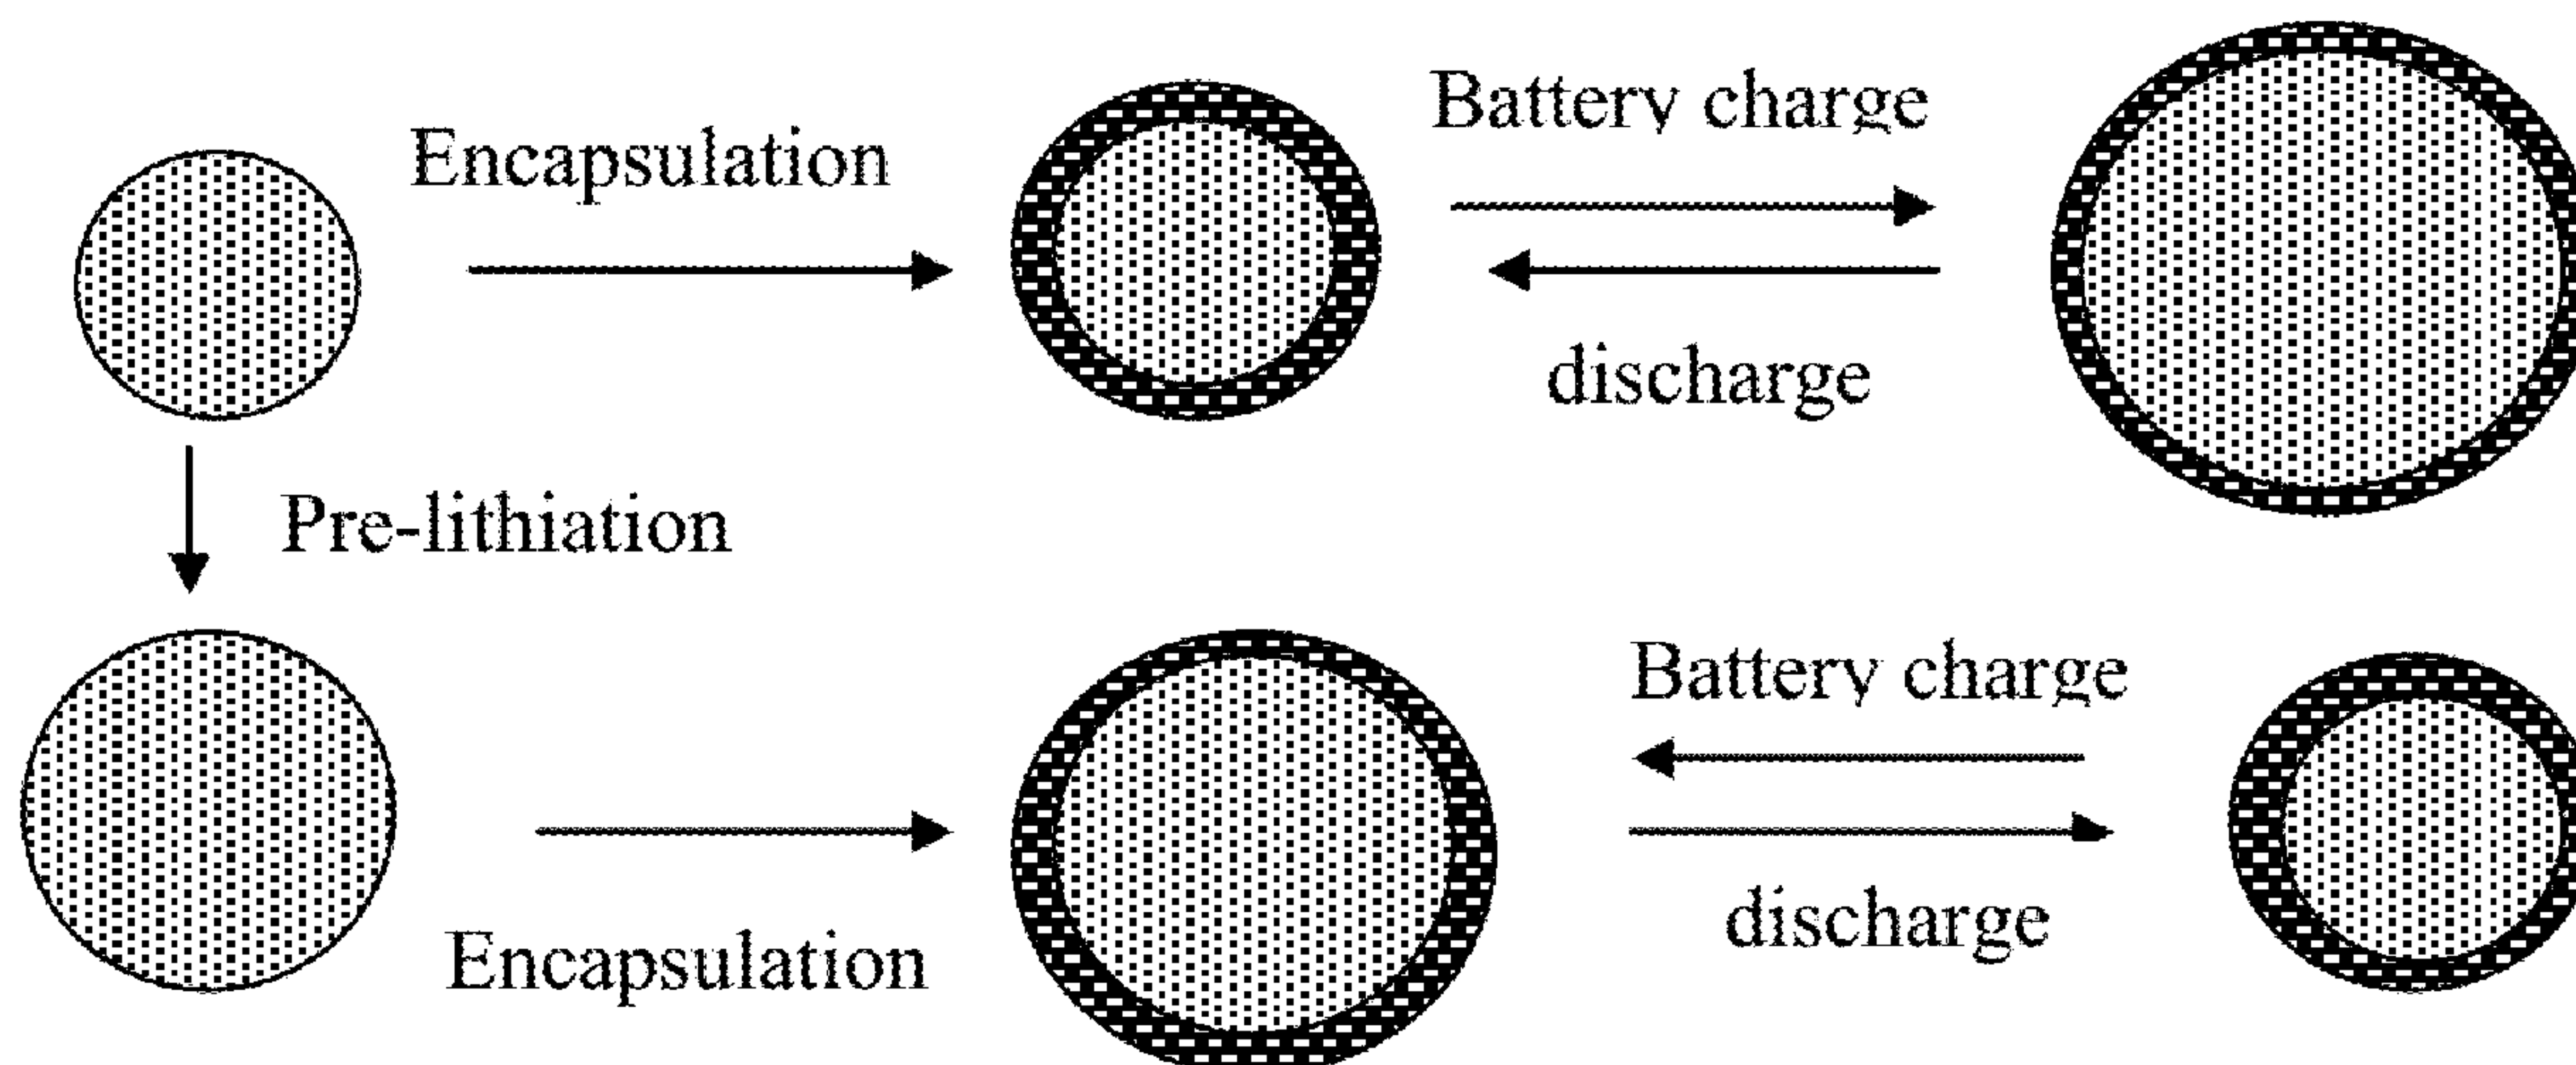 Encapsulation
Battery charge
discharge
Pre-lithiation
Encapsulation
Battery charge
discharge